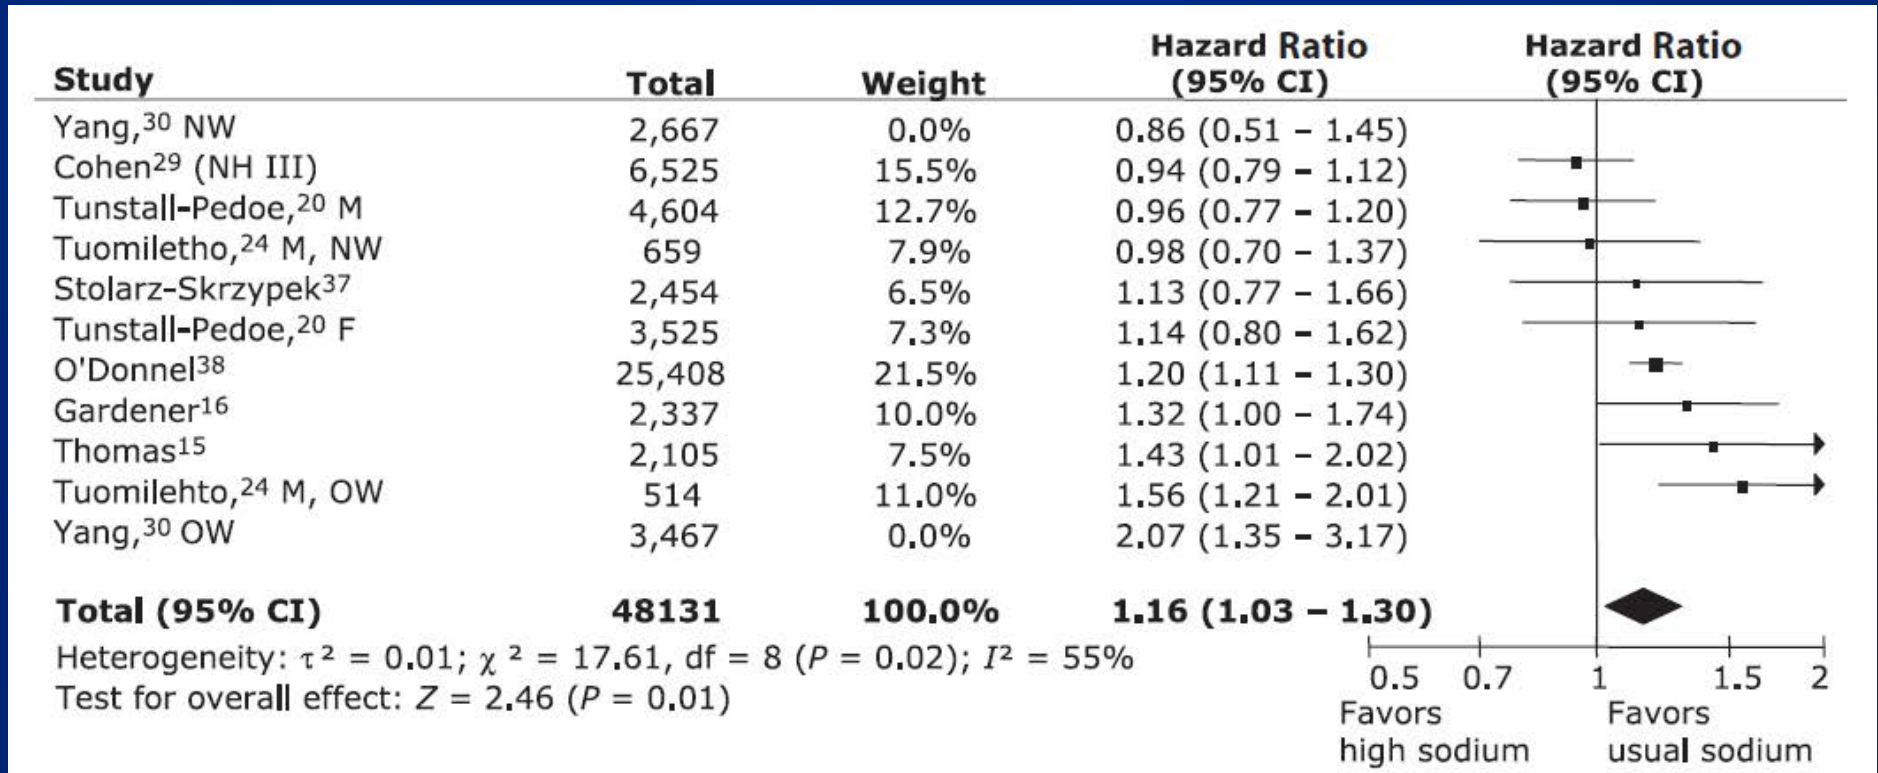 Study Total Weight Hazard Ratio (95% CI) Hazard Ratio (95% CI)
Yang,30 NW 2,667 0.0% 0.86 (0.51 – 1.45)
Cohen29 (NH III) 6,525 15.5% 0.94 (0.79 – 1.12)
Tunstall-Pedoe,20 M 4,604 12.7% 0.96 (0.77 – 1.20)
Tuomiletho,24 M, NW 659 7.9% 0.98 (0.70 – 1.37)
Stolarz-Skrzypek37 2,454 6.5% 1.13 (0.77 – 1.66)
Tunstall-Pedoe,20 F 3,525 7.3% 1.14 (0.80 – 1.62)
O'Donnel38 25,408 21.5% 1.20 (1.11 – 1.30)
Gardener16 2,337 10.0% 1.32 (1.00 – 1.74)
Thomas15 2,105 7.5% 1.43 (1.01 – 2.02)
Tuomilehto,24 M, OW 514 11.0% 1.56 (1.21 – 2.01)
Yang,30 OW 3,467 0.0% 2.07 (1.35 – 3.17)
Total (95% CI) 48131 100.0% 1.16 (1.03 – 1.30)
Heterogeneity: τ² = 0.01; χ² = 17.61, df = 8 (P = 0.02); I² = 55%
Test for overall effect: Z = 2.46 (P = 0.01)
0.5 0.7 1 1.5 2
Favors high sodium
Favors usual sodium